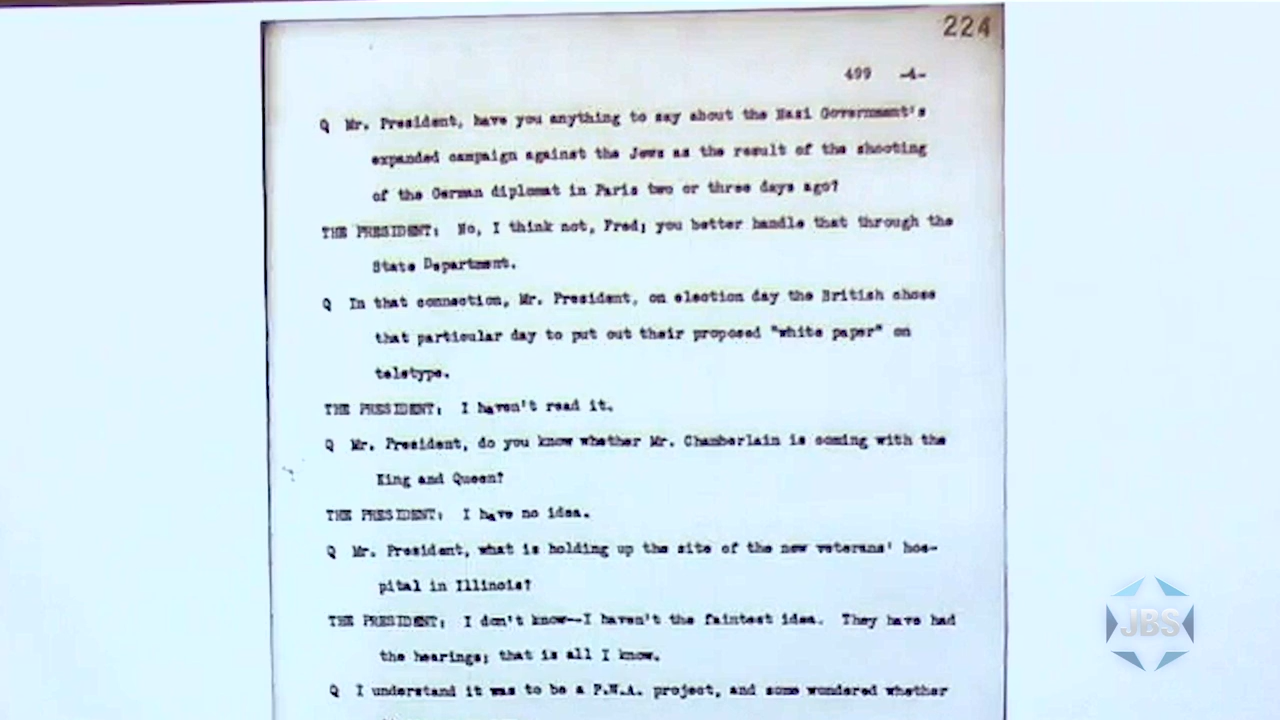 224
499 -4-
Q Mr. President, have you anything to say about the Nazi Government's
expanded campaign against the Jews as the result of the shooting
of the German diplomat in Paris two or three days ago?
THE PRESIDENT: No, I think not, Fred; you better handle that through the
State Department.
Q In that connection, Mr. President, on election day the British chose
that particular day to put out their proposed "white paper" on
teletype.
THE PRESIDENT: I haven't read it.
Q Mr. President, do you know whether Mr. Chamberlain is coming with the
King and Queen?
THE PRESIDENT: I have no idea.
Q Mr. President, what is holding up the site of the new veterans' hos-
pital in Illinois?
THE PRESIDENT: I don't know--I haven't the faintest idea. They have had
the hearings; that is all I know.
Q I understand it was to be a P.W.A. project, and some wondered whether
JBS